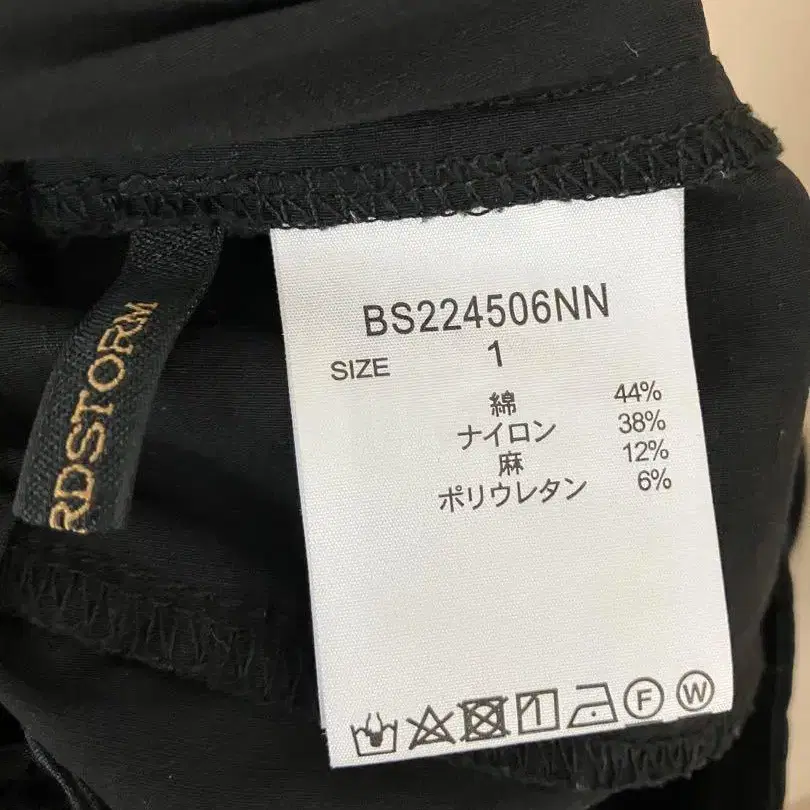 RDSTORM
BS224506NN
SIZE 1
綿 44%
ナイロン 38%
麻 12%
ポリウレタン 6%
F W